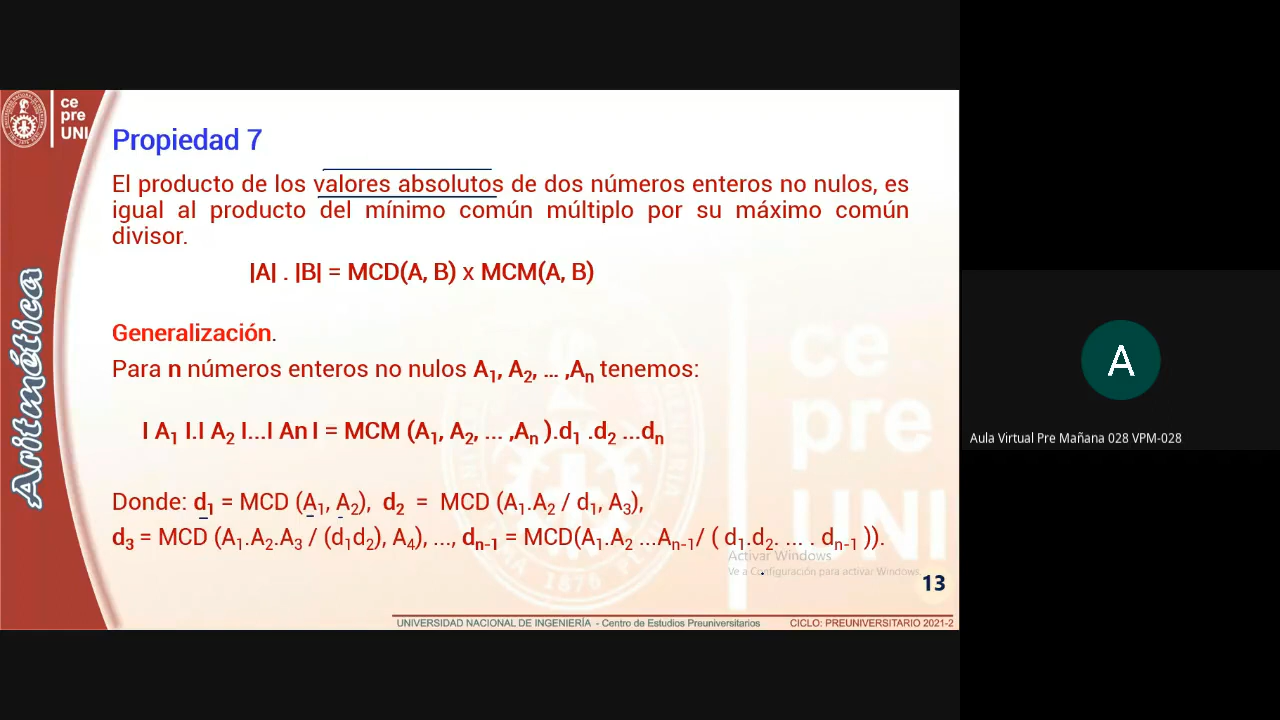 ce
pre
UNI
Propiedad 7
El producto de los valores absolutos de dos números enteros no nulos, es
igual al producto del mínimo común múltiplo por su máximo común
divisor.
|A| . |B| = MCD(A, B) x MCM(A, B)
Generalización.
Para n números enteros no nulos A₁, A₂, ... ,Aₙ tenemos:
I A₁ I.I A₂ I...I An I = MCM (A₁, A₂, ... ,Aₙ ).d₁ .d₂ ...dₙ
Donde: d₁ = MCD (A₁, A₂), d₂ = MCD (A₁.A₂ / d₁, A₃),
d₃ = MCD (A₁.A₂.A₃ / (d₁d₂), A₄), ..., dₙ₋₁ = MCD(A₁.A₂ ...Aₙ₋₁/ ( d₁.d₂. ... . dₙ₋₁ )).
Aritmética
ce
pre
UNI
1876
Activar Windows
Ve a Configuración para activar Windows.
13
UNIVERSIDAD NACIONAL DE INGENIERÍA - Centro de Estudios Preuniversitarios CICLO: PREUNIVERSITARIO 2021-2
A
Aula Virtual Pre Mañana 028 VPM-028